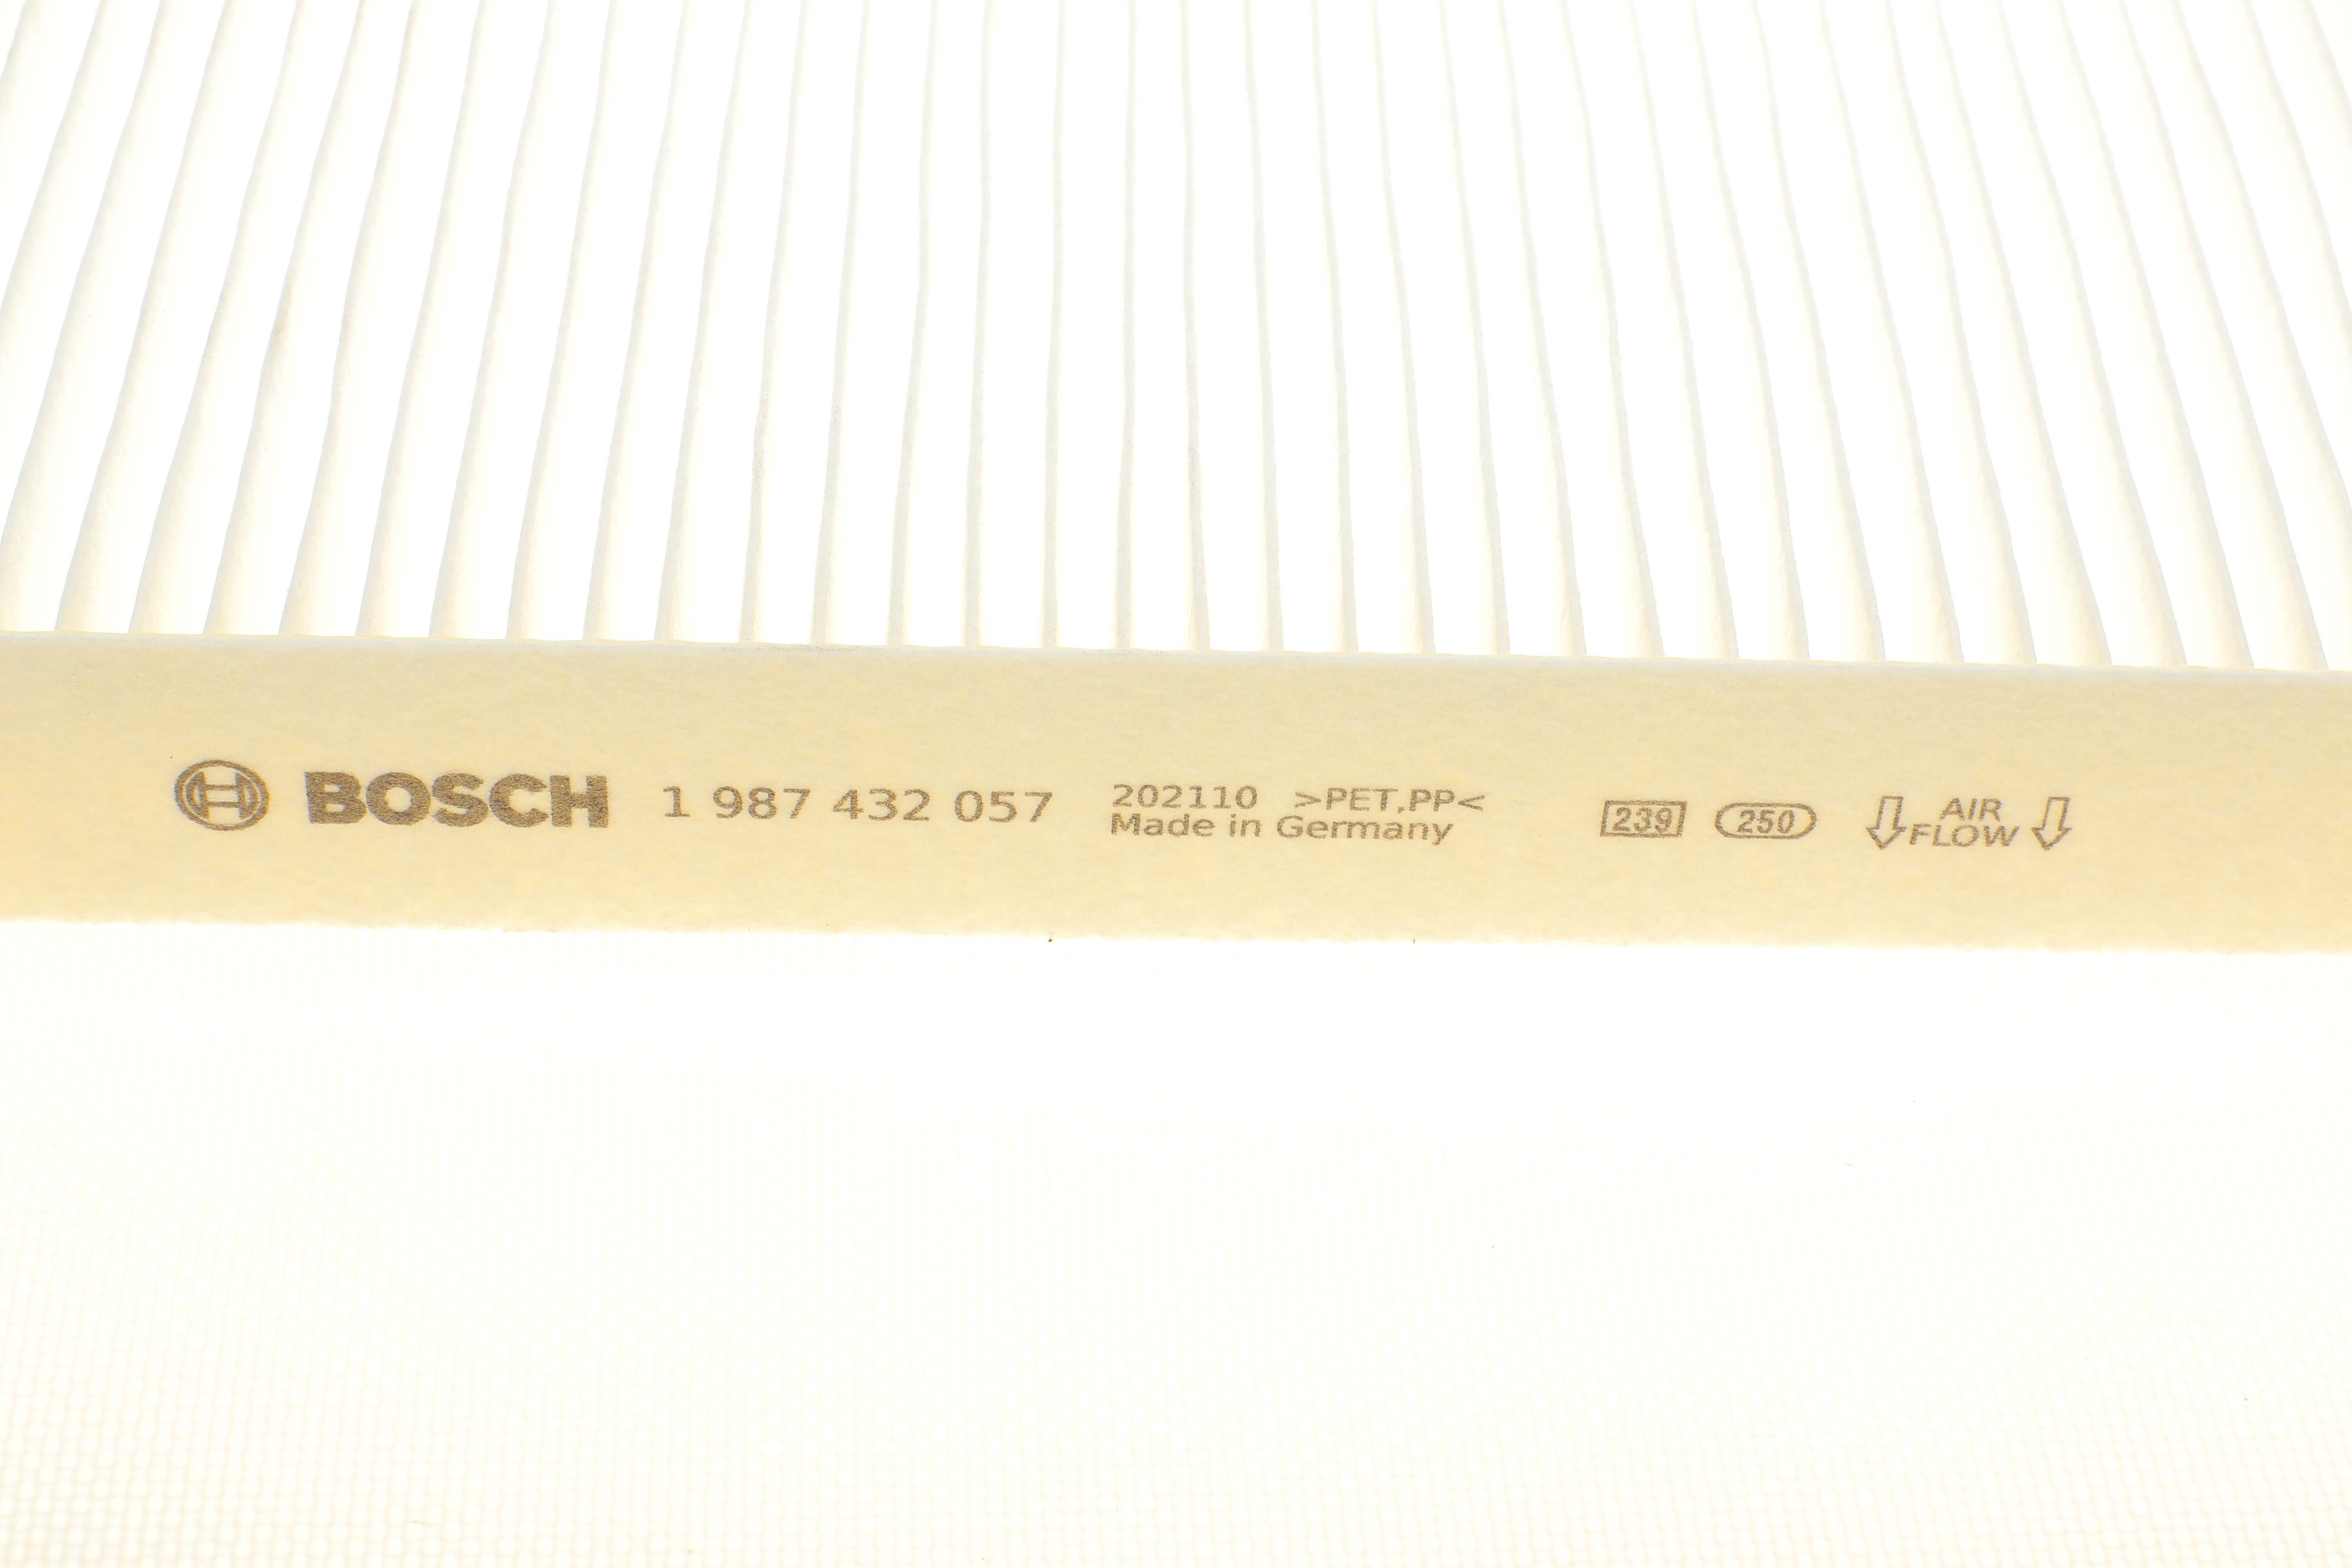 BOSCH 1 987 432 057
202110 >PET,PP<
Made in Germany
239 250
AIR
FLOW